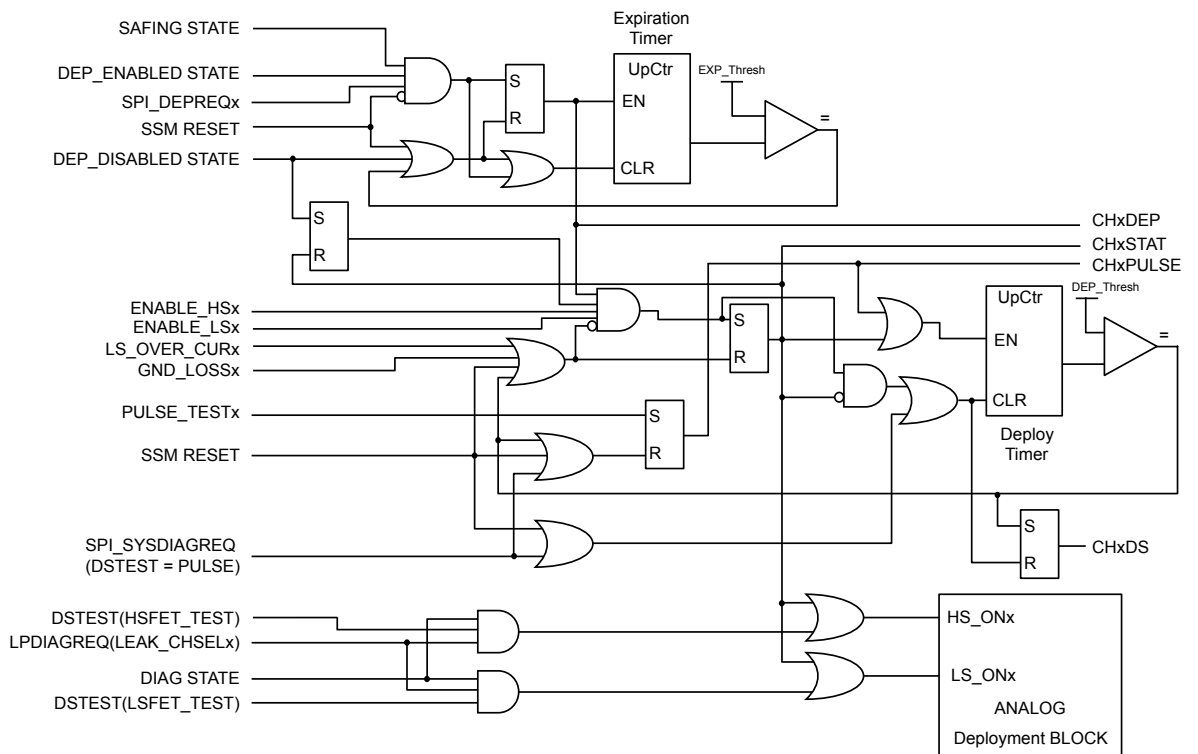 Expiration
Timer
SAFING STATE
DEP_ENABLED STATE
SPI_DEPREQx
SSM RESET
DEP_DISABLED STATE
S
R
UpCtr
EN
CLR
EXP_Thresh
=
S
R
CHxDEP
CHxSTAT
CHxPULSE
ENABLE_HSx
ENABLE_LSx
LS_OVER_CURx
GND_LOSSx
S
R
UpCtr
EN
CLR
DEP_Thresh
=
Deploy
Timer
PULSE_TESTx
SSM RESET
S
R
SPI_SYSDIAGREQ
(DSTEST = PULSE)
S
R
CHxDS
DSTEST(HSFET_TEST)
LPDIAGREQ(LEAK_CHSELx)
DIAG STATE
DSTEST(LSFET_TEST)
HS_ONx
LS_ONx
ANALOG
Deployment BLOCK